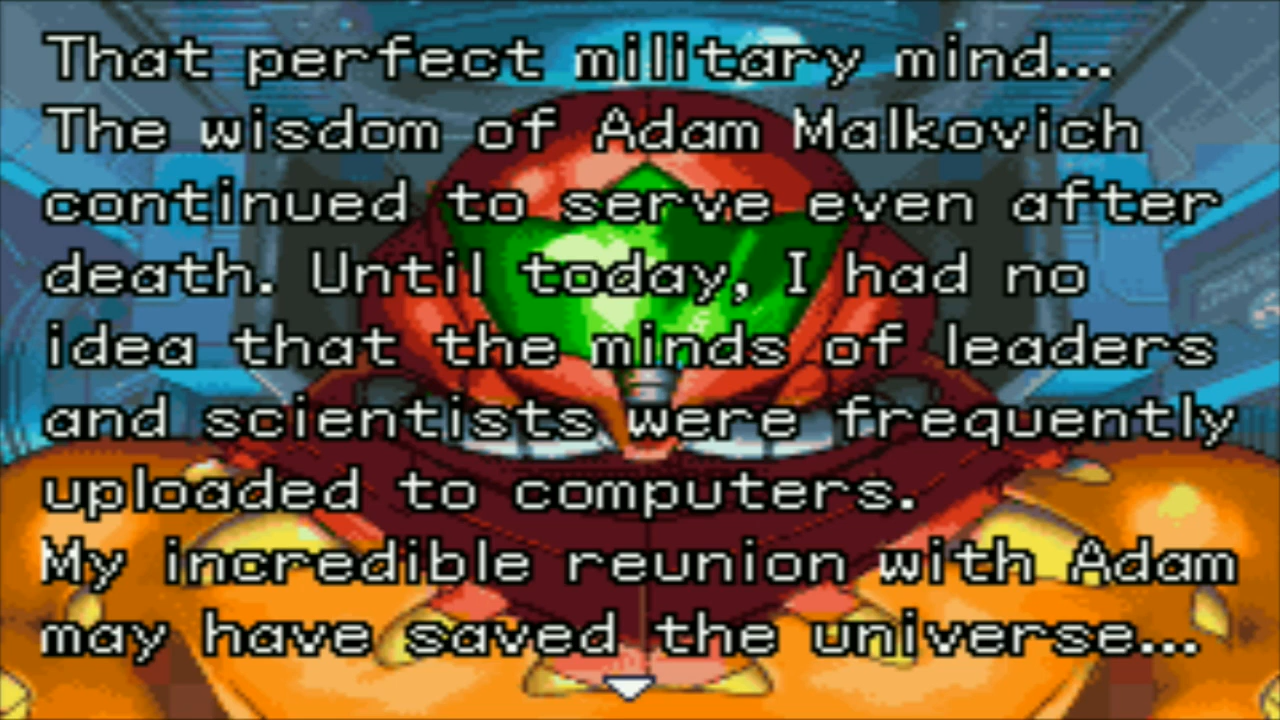 That perfect military mind...
The wisdom of Adam Malkovich
continued to serve even after
death. Until today, I had no
idea that the minds of leaders
and scientists were frequently
uploaded to computers.
My incredible reunion with Adam
may have saved the universe...